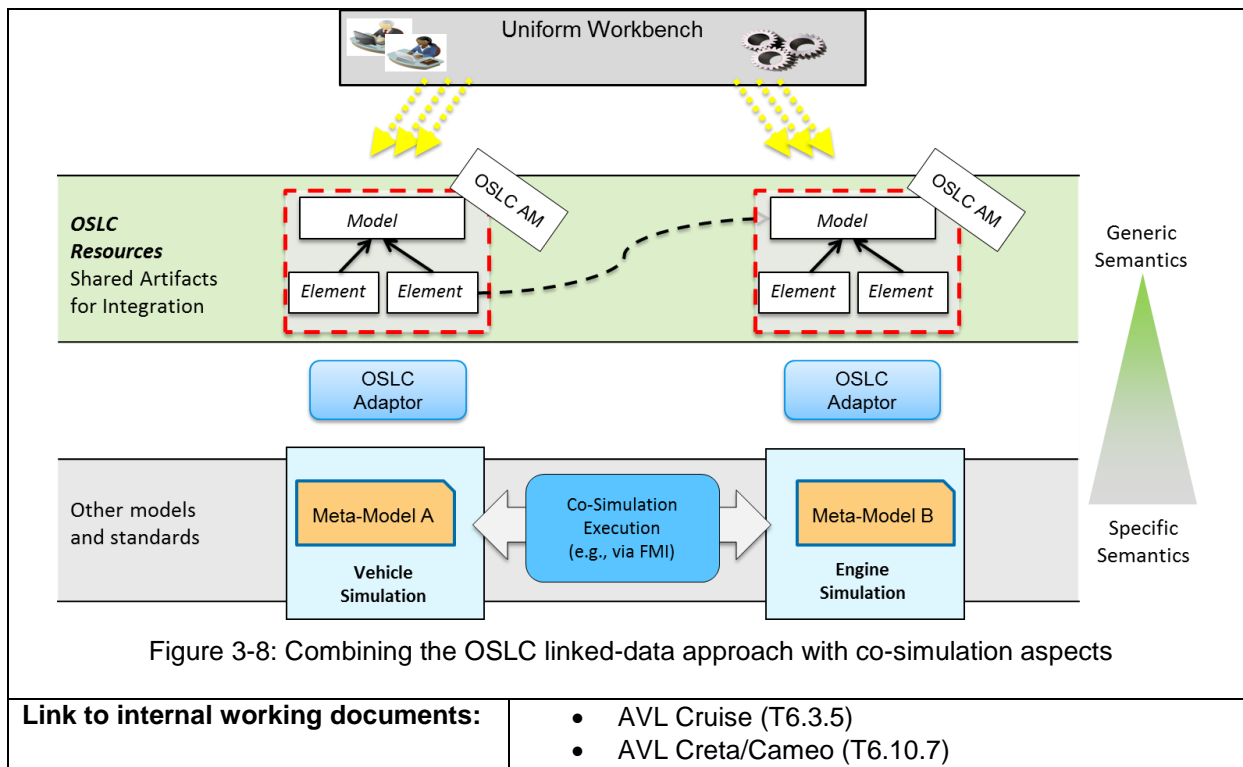 Uniform Workbench
OSLC
Resources
Shared Artifacts
for Integration
OSLC AM
Model
Element
Element
OSLC AM
Model
Element
Element
Generic
Semantics
OSLC
Adaptor
OSLC
Adaptor
Other models
and standards
Meta-Model A
Vehicle
Simulation
Co-Simulation
Execution
(e.g., via FMI)
Meta-Model B
Engine
Simulation
Specific
Semantics
Figure 3-8: Combining the OSLC linked-data approach with co-simulation aspects
Link to internal working documents:
• AVL Cruise (T6.3.5)
• AVL Creta/Cameo (T6.10.7)